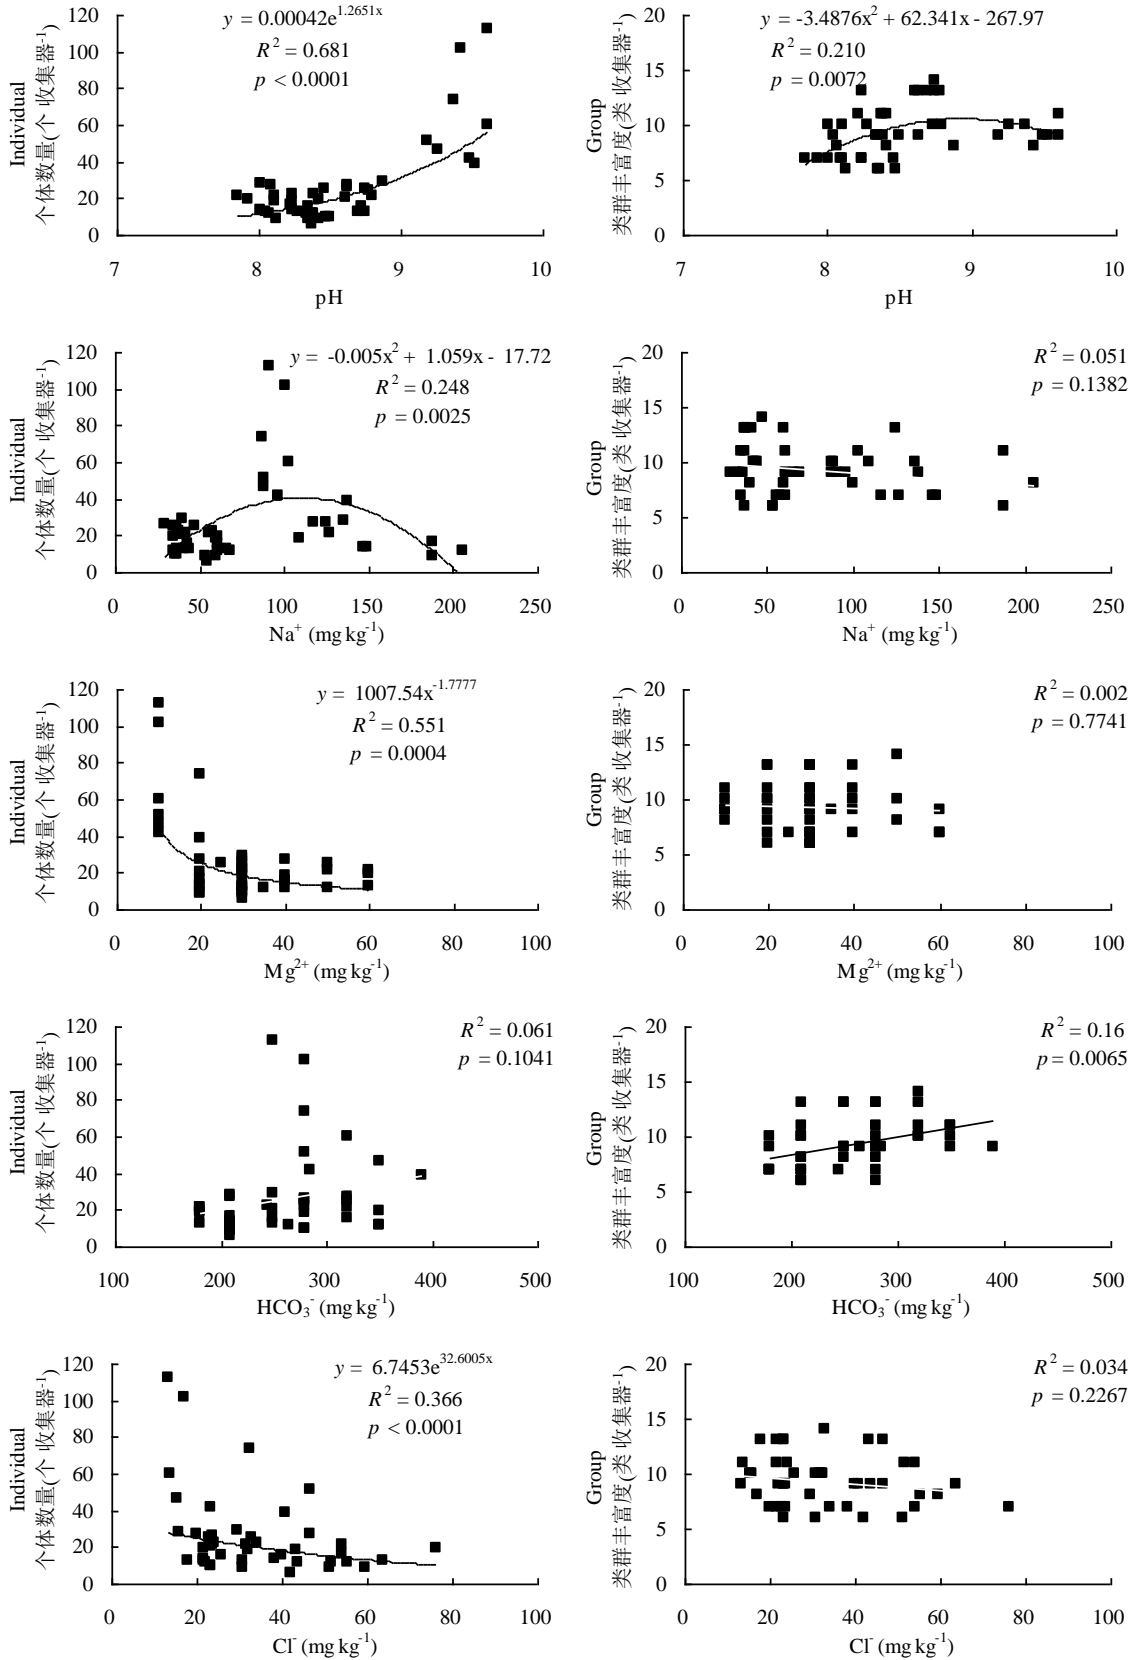 y = 0.00042e^1.2651x
R² = 0.681
p < 0.0001
Individual
个体数量(个 收集器⁻¹)
120
100
80
60
40
20
0
7 8 9 10
pH
y = -3.4876x² + 62.341x - 267.97
R² = 0.210
p = 0.0072
Group
类群丰富度(类 收集器⁻¹)
20
15
10
5
0
7 8 9 10
pH
y = -0.005x² + 1.059x - 17.72
R² = 0.248
p = 0.0025
Individual
个体数量(个 收集器⁻¹)
120
100
80
60
40
20
0
0 50 100 150 200 250
Na⁺ (mg kg⁻¹)
R² = 0.051
p = 0.1382
Group
类群丰富度(类 收集器⁻¹)
20
15
10
5
0
0 50 100 150 200 250
Na⁺ (mg kg⁻¹)
y = 1007.54x^-1.7777
R² = 0.551
p = 0.0004
Individual
个体数量(个 收集器⁻¹)
120
100
80
60
40
20
0
0 20 40 60 80 100
Mg²⁺ (mg kg⁻¹)
R² = 0.002
p = 0.7741
Group
类群丰富度(类 收集器⁻¹)
20
15
10
5
0
0 20 40 60 80 100
Mg²⁺ (mg kg⁻¹)
R² = 0.061
p = 0.1041
Individual
个体数量(个 收集器⁻¹)
120
100
80
60
40
20
0
100 200 300 400 500
HCO₃⁻ (mg kg⁻¹)
R² = 0.16
p = 0.0065
Group
类群丰富度(类 收集器⁻¹)
20
15
10
5
0
100 200 300 400 500
HCO₃⁻ (mg kg⁻¹)
y = 6.7453e^32.6005x
R² = 0.366
p < 0.0001
Individual
个体数量(个 收集器⁻¹)
120
100
80
60
40
20
0
0 20 40 60 80 100
Cl⁻ (mg kg⁻¹)
R² = 0.034
p = 0.2267
Group
类群丰富度(类 收集器⁻¹)
20
15
10
5
0
0 20 40 60 80 100
Cl⁻ (mg kg⁻¹)